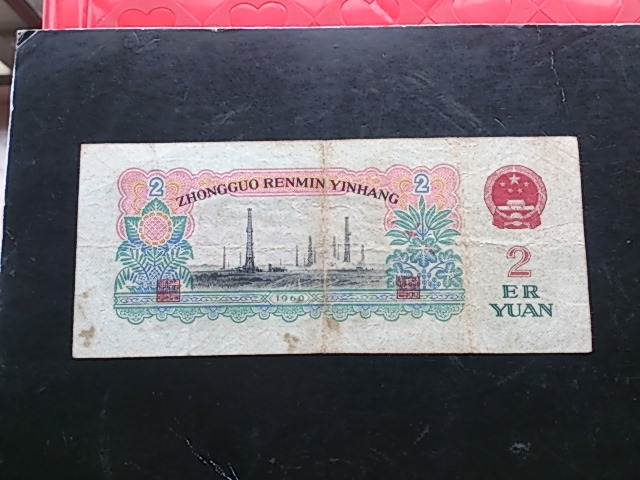 2 2
ZHONGGUO RENMIN YINHANG
1960
2
ER
YUAN